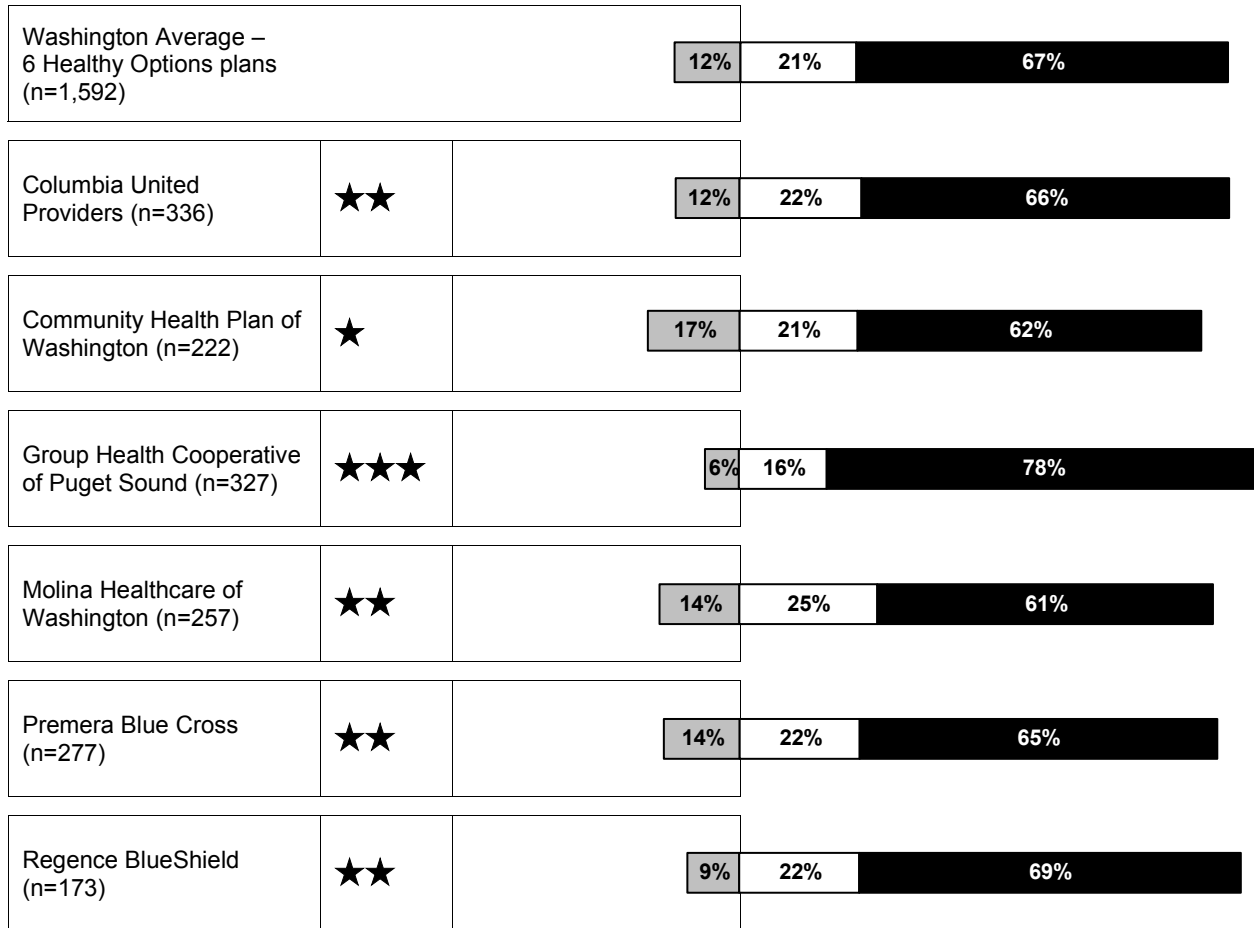 Washington Average –
6 Healthy Options plans
(n=1,592)
12% 21% 67%
Columbia United
Providers (n=336)
★★
12% 22% 66%
Community Health Plan of
Washington (n=222)
★
17% 21% 62%
Group Health Cooperative
of Puget Sound (n=327)
★★★
6% 16% 78%
Molina Healthcare of
Washington (n=257)
★★
14% 25% 61%
Premera Blue Cross
(n=277)
★★
14% 22% 65%
Regence BlueShield
(n=173)
★★
9% 22% 69%